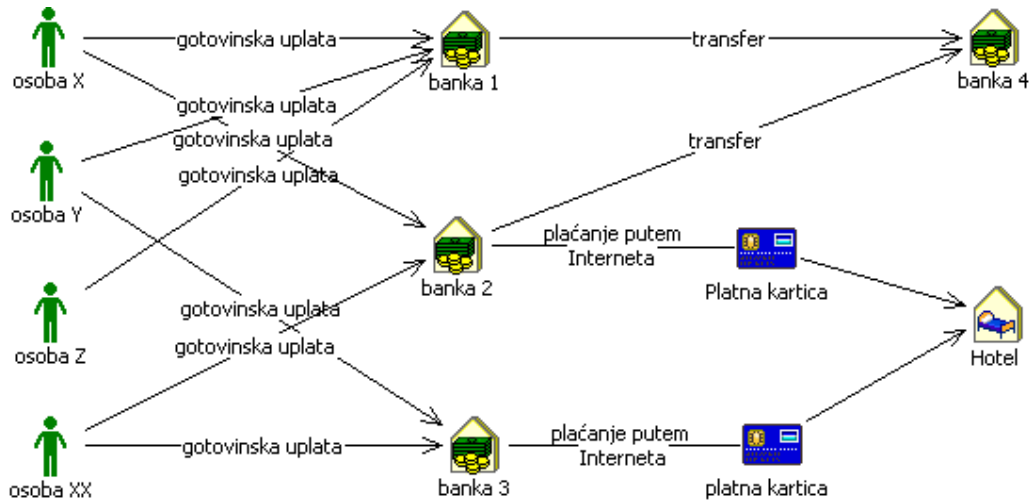 gotovinska uplata
transfer
osoba X
banka 1
banka 4
gotovinska uplata
gotovinska uplata
transfer
gotovinska uplata
osoba Y
plaćanje putem
Interneta
banka 2
Platna kartica
gotovinska uplata
gotovinska uplata
osoba Z
Hotel
plaćanje putem
Interneta
gotovinska uplata
osoba XX
banka 3
platna kartica